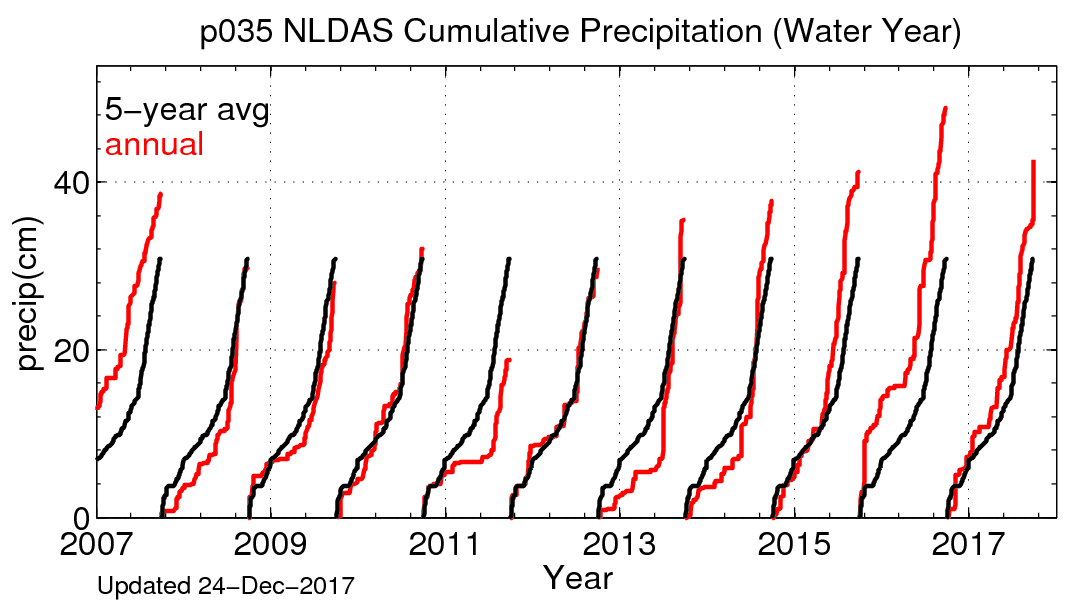 p035 NLDAS Cumulative Precipitation (Water Year)
5−year avg
annual
precip(cm)
40
20
0
2007 2009 2011 2013 2015 2017
Year
Updated 24−Dec−2017